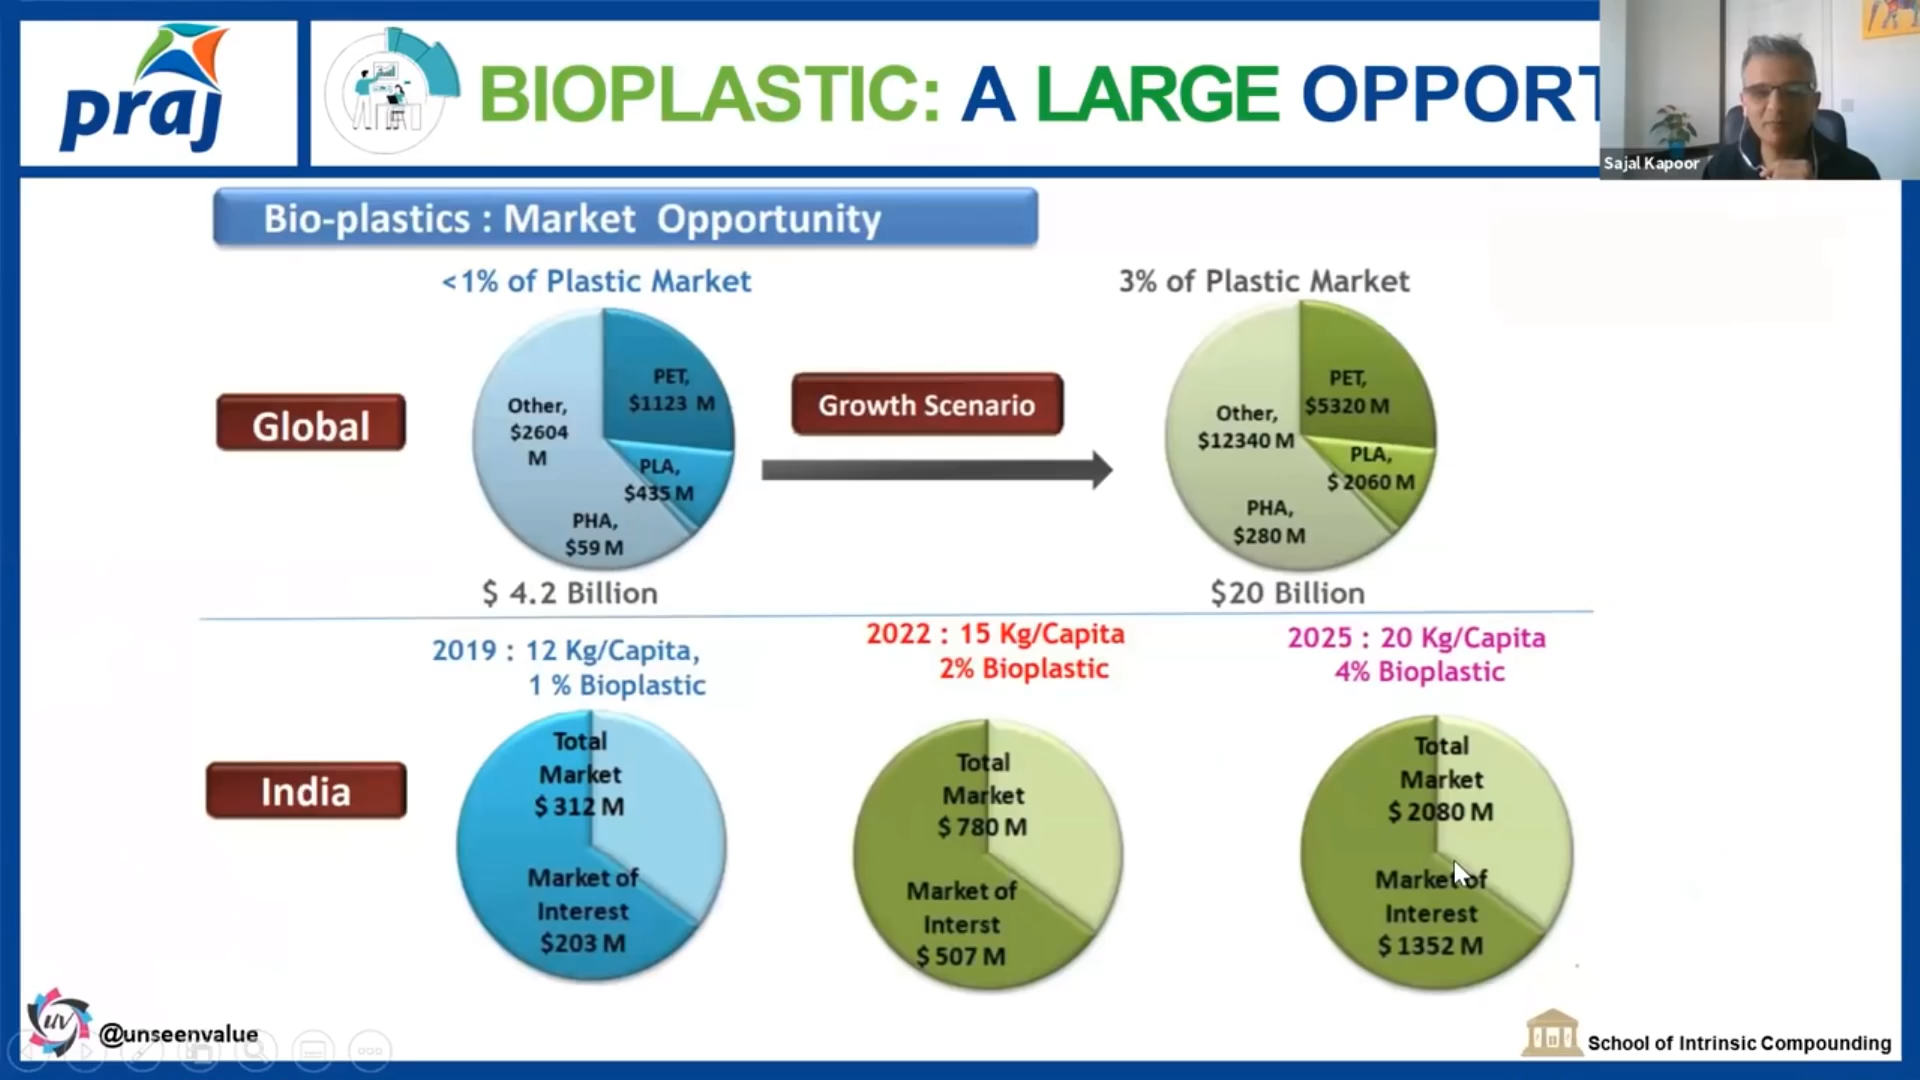 praj
BIOPLASTIC: A LARGE OPPORT
Sajal Kapoor
Bio-plastics : Market Opportunity
<1% of Plastic Market
3% of Plastic Market
Global
Other,
$2604
M
PET,
$1123 M
PLA,
$435 M
PHA,
$59 M
$ 4.2 Billion
Growth Scenario
Other,
$12340 M
PET,
$5320 M
PLA,
$ 2060 M
PHA,
$280 M
$20 Billion
2019 : 12 Kg/Capita,
1 % Bioplastic
2022 : 15 Kg/Capita
2% Bioplastic
2025 : 20 Kg/Capita
4% Bioplastic
India
Total
Market
$ 312 M
Market of
Interest
$203 M
Total
Market
$ 780 M
Market of
Interst
$ 507 M
Total
Market
$ 2080 M
Market of
Interest
$ 1352 M
UV
@unseenvalue
School of Intrinsic Compounding